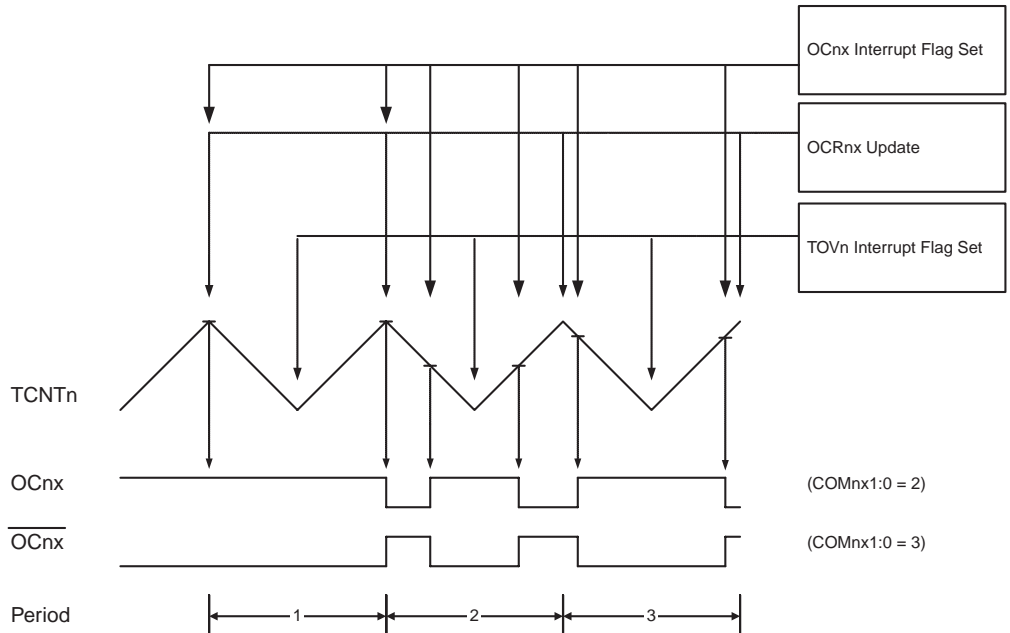 OCnx Interrupt Flag Set
OCRnx Update
TOVn Interrupt Flag Set
TCNTn
OCnx
(COMnx1:0 = 2)
OCnx
(COMnx1:0 = 3)
Period
1
2
3